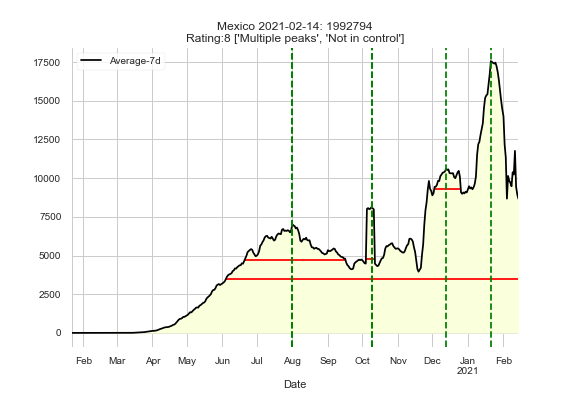 Mexico 2021-02-14: 1992794
Rating:8 ['Multiple peaks', 'Not in control']
Average-7d
17500
15000
12500
10000
7500
5000
2500
0
Feb Mar Apr May Jun Jul Aug Sep Oct Nov Dec Jan Feb
2021
Date